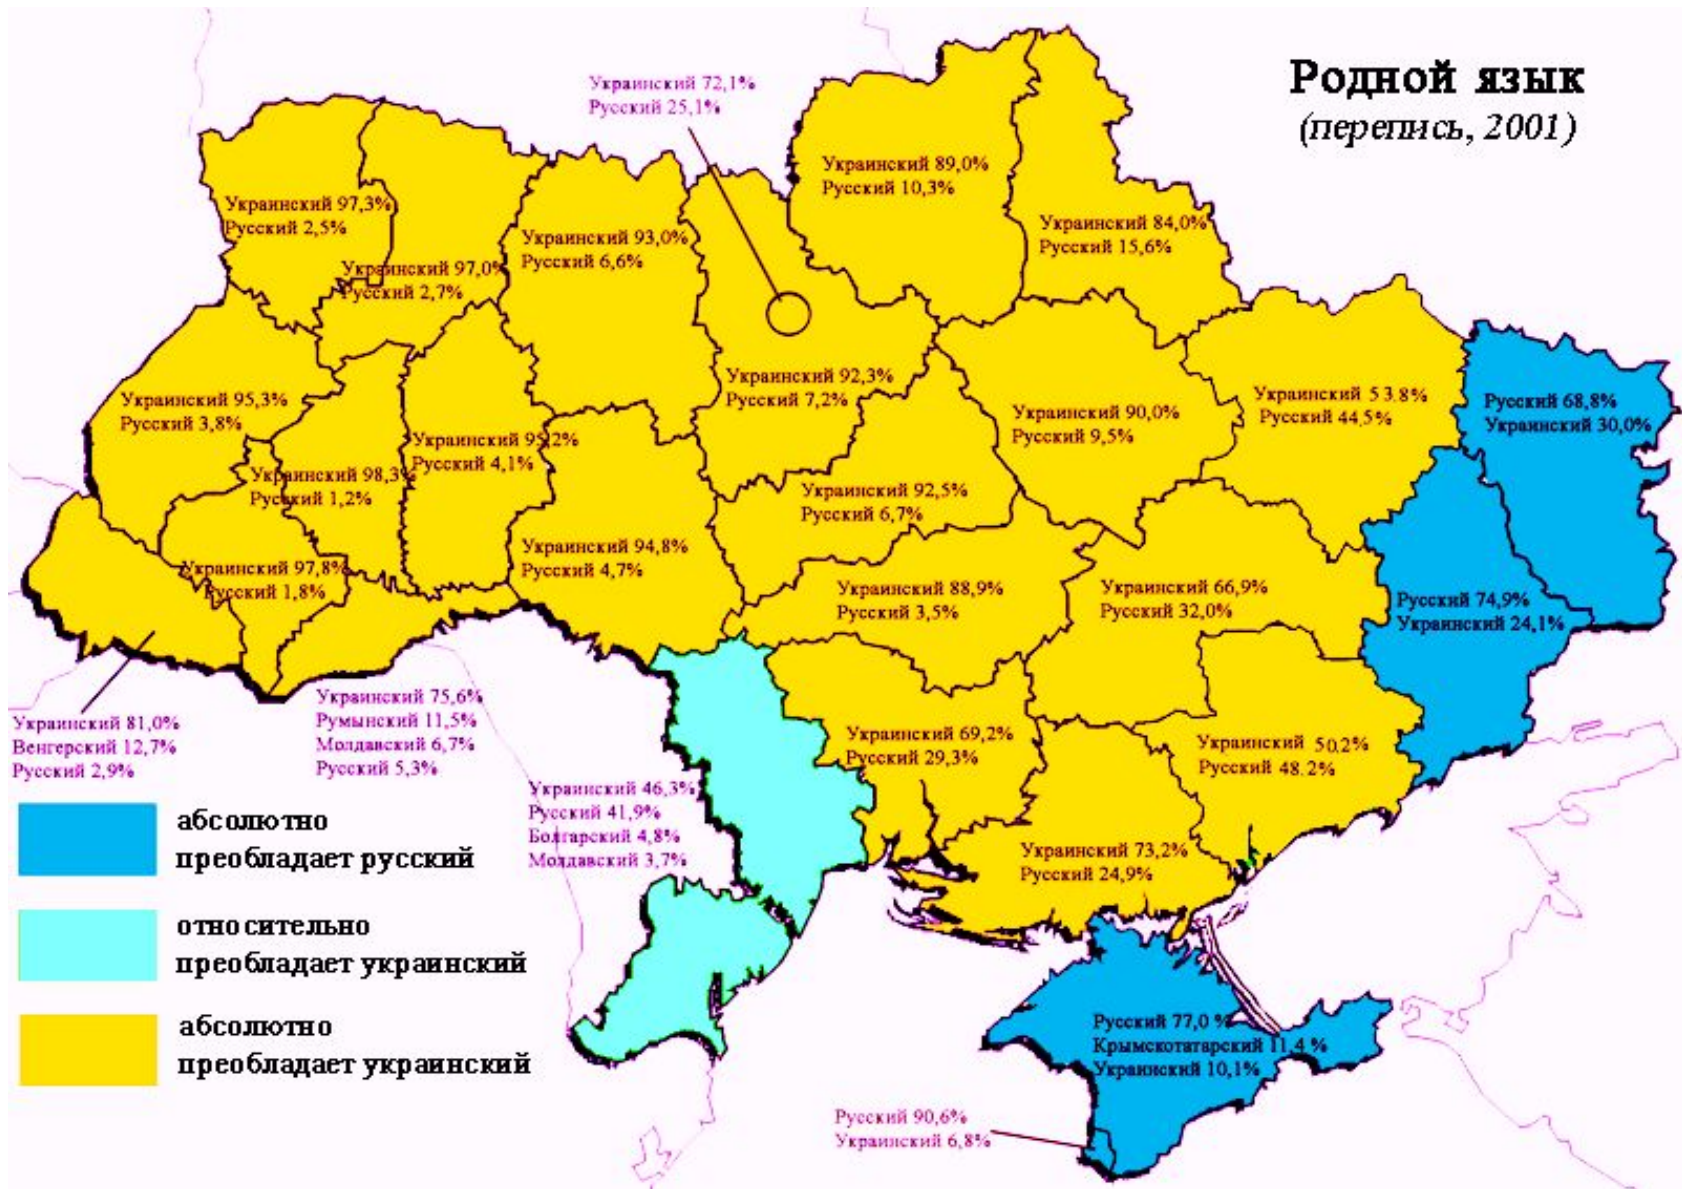 Родной язык
(перепись, 2001)
Украинский 72,1%
Русский 25,1%
Украинский 89,0%
Русский 10,3%
Украинский 97,3%
Русский 2,5%
Украинский 84,0%
Русский 15,6%
Украинский 93,0%
Русский 6,6%
Украинский 97,0%
Русский 2,7%
Украинский 92,3%
Русский 7,2%
Украинский 95,3%
Русский 3,8%
Украинский 90,0%
Русский 9,5%
Украинский 53.8%
Русский 44,5%
Русский 68,8%
Украинский 30,0%
Украинский 95,2%
Русский 4,1%
Украинский 98,3%
Русский 1,2%
Украинский 92,5%
Русский 6,7%
Украинский 94,8%
Русский 4,7%
Украинский 97,8%
Русский 1,8%
Украинский 88,9%
Русский 3,5%
Украинский 66,9%
Русский 32,0%
Русский 74,9%
Украинский 24,1%
Украинский 81,0%
Венгерский 12,7%
Русский 2,9%
Украинский 75,6%
Румынский 11,5%
Молдавский 6,7%
Русский 5,3%
Украинский 69,2%
Русский 29,3%
Украинский 50.2%
Русский 48.2%
Украинский 46,3%
Русский 41,9%
Болгарский 4,8%
Молдавский 3,7%
Украинский 73,2%
Русский 24,9%
абсолютно
преобладает русский
относительно
преобладает украинский
абсолютно
преобладает украинский
Русский 77,0 %
Крымскотатарский 11,4 %
Украинский 10,1%
Русский 90,6%
Украинский 6,8%